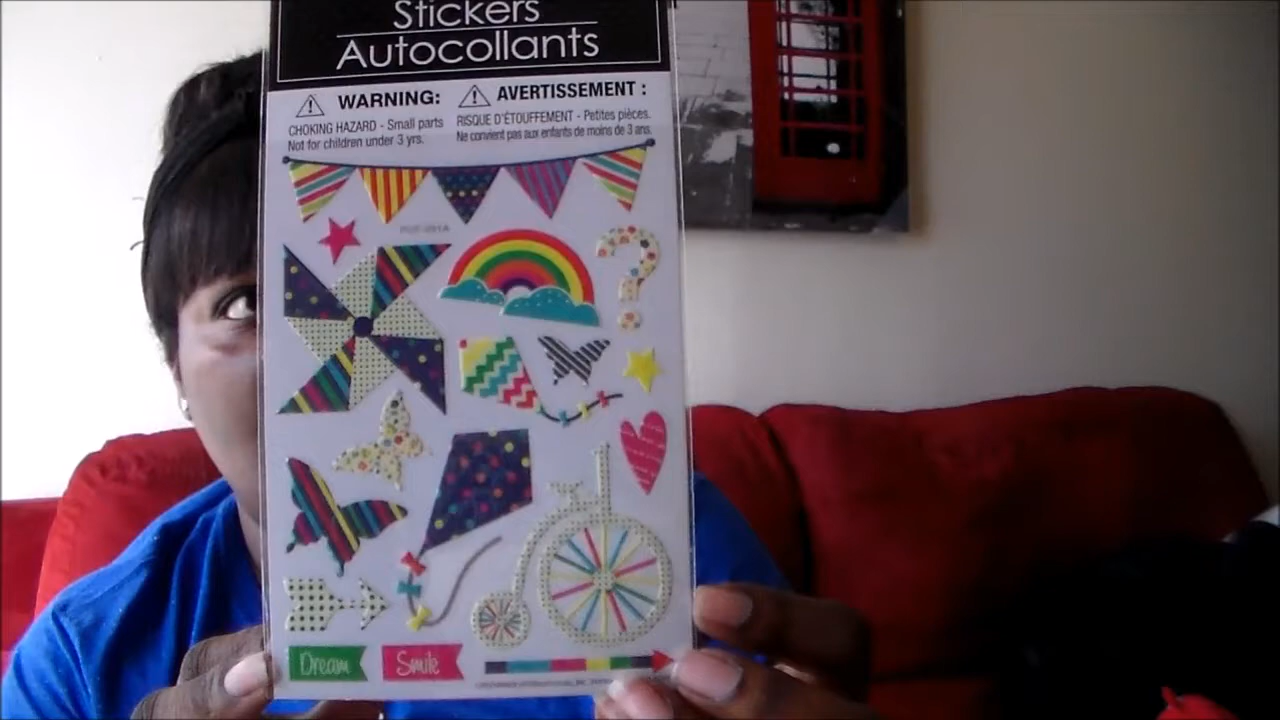 Stickers
Autocollants
WARNING:
CHOKING HAZARD - Small parts
Not for children under 3 yrs.
AVERTISSEMENT :
RISQUE D'ÉTOUFFEMENT - Petites pièces.
Ne convient pas aux enfants de moins de 3 ans.
?
Dream
Smile